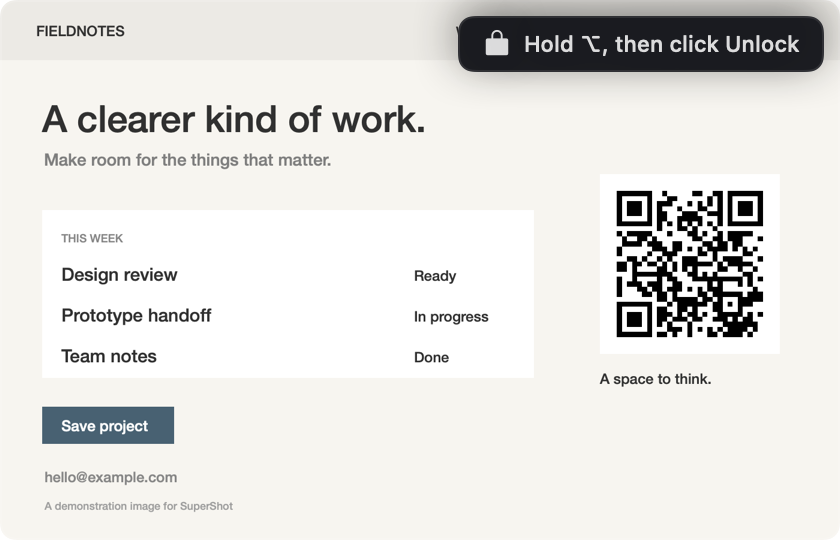 FIELDNOTES
Hold ⌥, then click Unlock
A clearer kind of work.
Make room for the things that matter.
THIS WEEK
Design review Ready
Prototype handoff In progress
Team notes Done
A space to think.
Save project
hello@example.com
A demonstration image for SuperShot